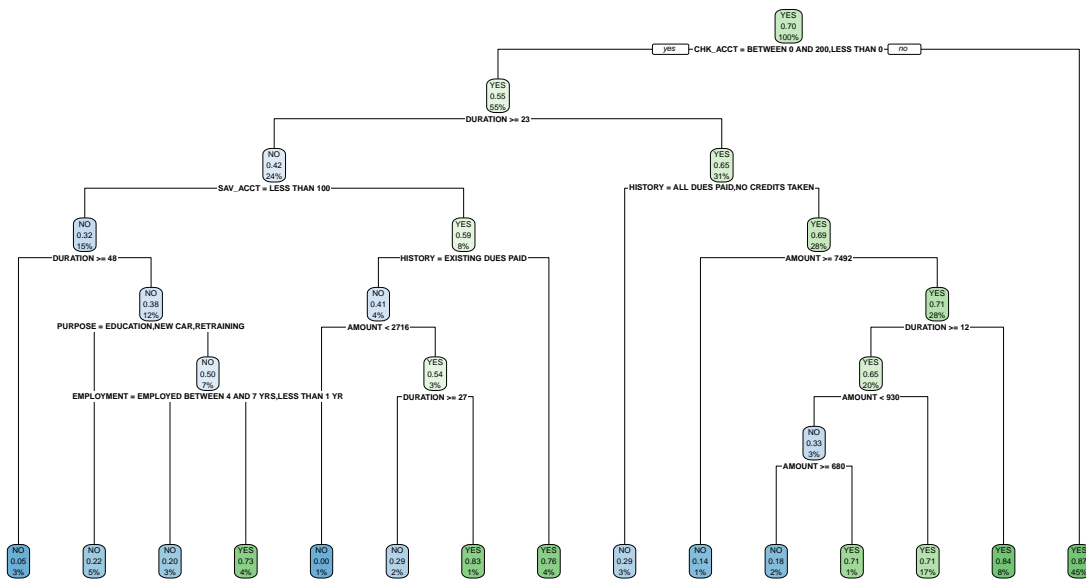 YES
0.70
100%
yes
CHK_ACCT = BETWEEN 0 AND 200,LESS THAN 0
no
YES
0.55
55%
DURATION >= 23
NO
0.42
24%
YES
0.65
31%
SAV_ACCT = LESS THAN 100
HISTORY = ALL DUES PAID,NO CREDITS TAKEN
NO
0.32
15%
YES
0.59
8%
YES
0.69
28%
DURATION >= 48
HISTORY = EXISTING DUES PAID
AMOUNT >= 7492
NO
0.38
12%
NO
0.41
4%
YES
0.71
28%
PURPOSE = EDUCATION,NEW CAR,RETRAINING
AMOUNT < 2716
DURATION >= 12
NO
0.50
7%
YES
0.54
3%
YES
0.65
20%
EMPLOYMENT = EMPLOYED BETWEEN 4 AND 7 YRS,LESS THAN 1 YR
DURATION >= 27
AMOUNT < 930
NO
0.33
3%
AMOUNT >= 680
NO
0.05
3%
NO
0.22
5%
NO
0.20
3%
YES
0.73
4%
NO
0.00
1%
NO
0.29
2%
YES
0.83
1%
YES
0.76
4%
NO
0.29
3%
NO
0.14
1%
NO
0.18
2%
YES
0.71
1%
YES
0.71
17%
YES
0.84
8%
YES
0.87
45%